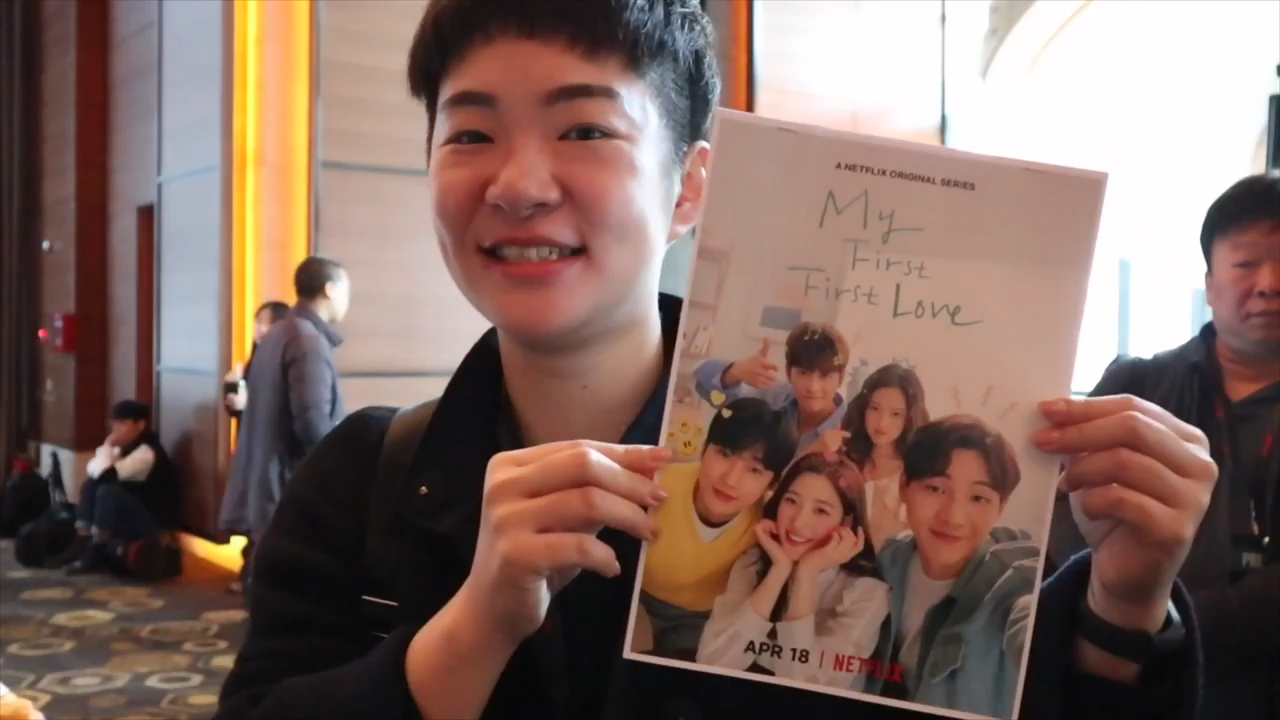 A NETFLIX ORIGINAL SERIES
My
First
First Love
APR 18 | NETFLIX